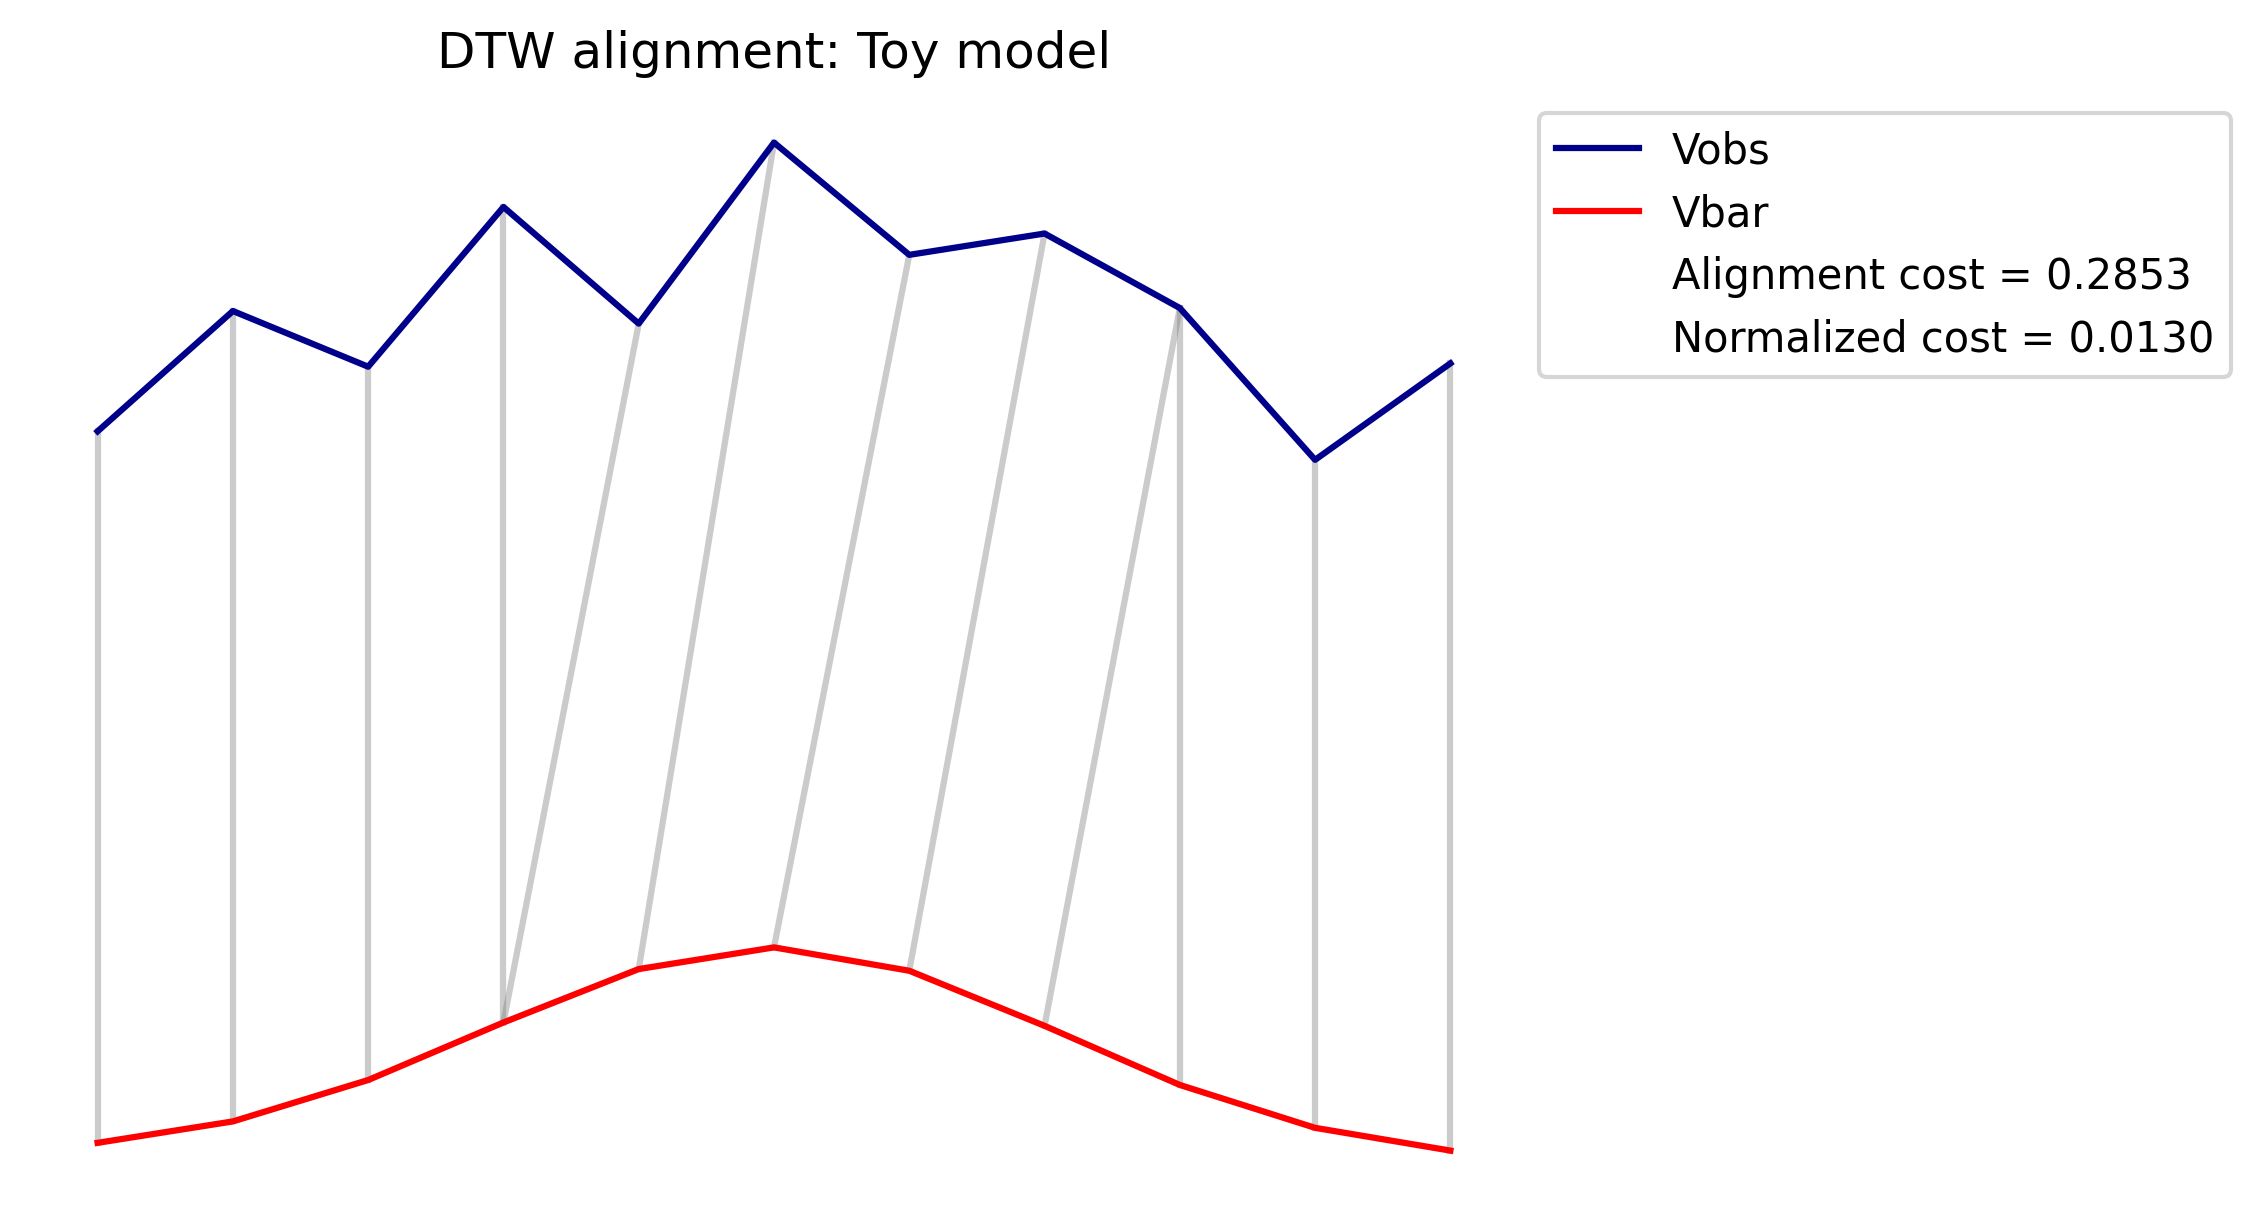 DTW alignment: Toy model
Vobs
Vbar
Alignment cost = 0.2853
Normalized cost = 0.0130